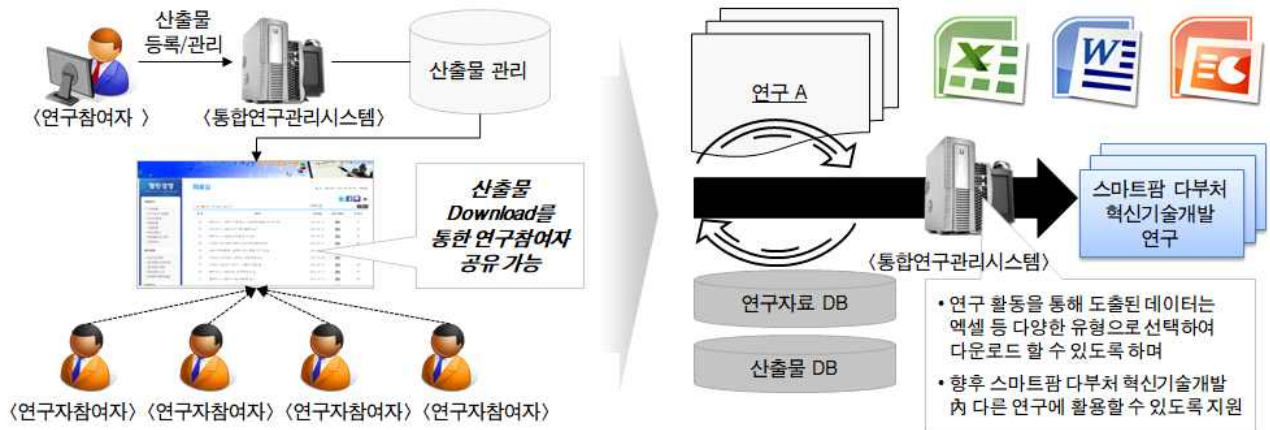 산출물
등록/관리
산출물 관리
〈연구참여자 〉
〈통합연구관리시스템〉
산출물
Download를
통한 연구참여자
공유 가능
〈연구자참여자〉
〈연구자참여자〉
〈연구자참여자〉
〈연구자참여자〉
연구 A
스마트팜 다부처
혁신기술개발
연구
〈통합연구관리시스템〉
연구자료 DB
산출물 DB
• 연구 활동을 통해 도출된 데이터는
엑셀 등 다양한 유형으로 선택하여
다운로드 할 수 있도록 하며
• 향후 스마트팜 다부처 혁신기술개발
內 다른 연구에 활용할 수 있도록 지원